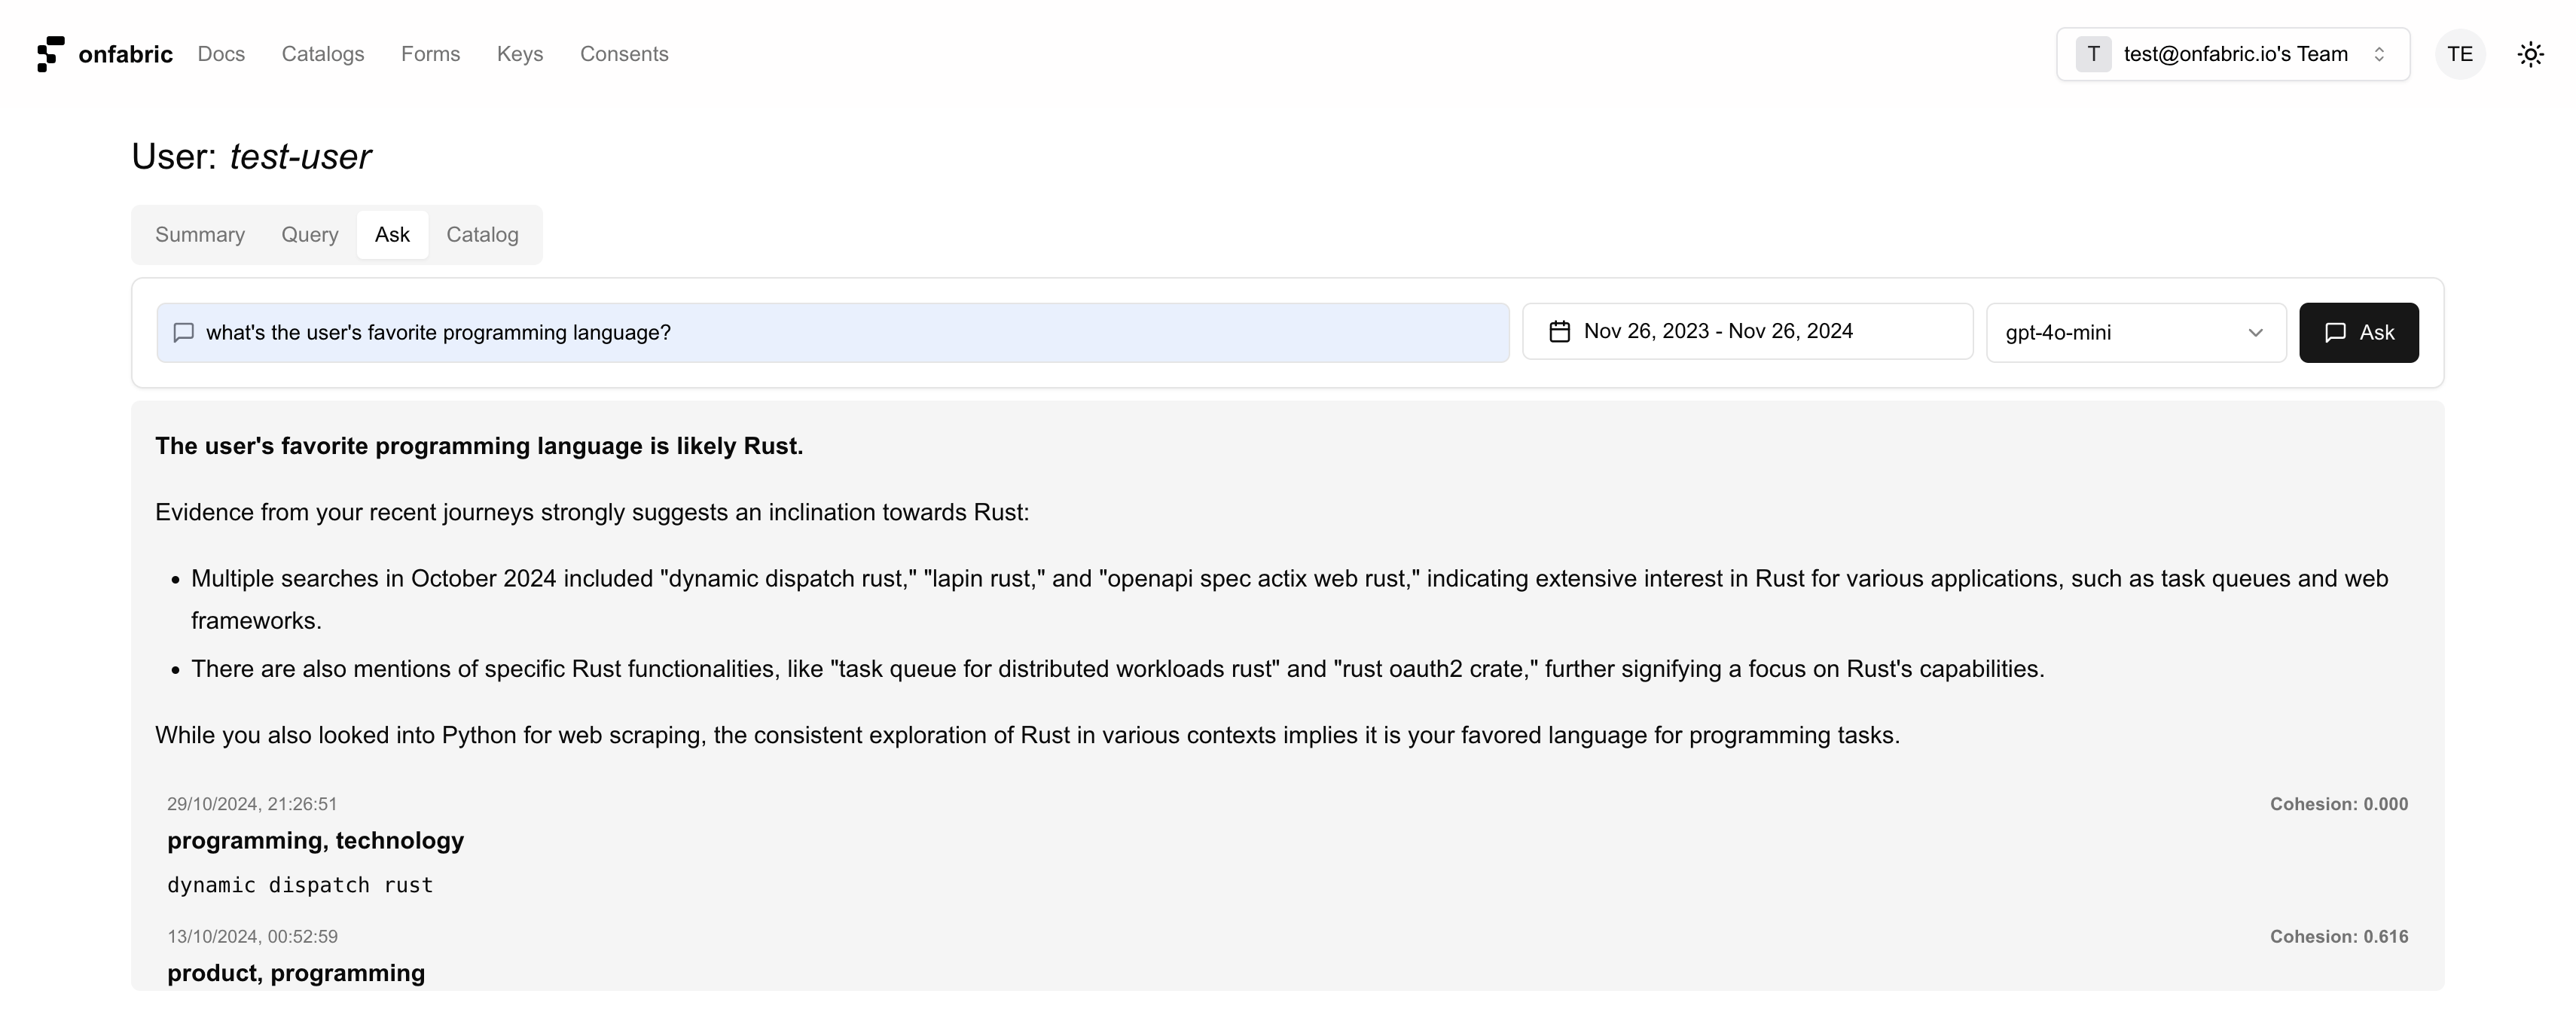 onfabric Docs Catalogs Forms Keys Consents T test@onfabric.io's Team TE
User: test-user
Summary Query Ask Catalog
what's the user's favorite programming language? Nov 26, 2023 - Nov 26, 2024 gpt-4o-mini Ask
The user's favorite programming language is likely Rust.
Evidence from your recent journeys strongly suggests an inclination towards Rust:
• Multiple searches in October 2024 included "dynamic dispatch rust," "lapin rust," and "openapi spec actix web rust," indicating extensive interest in Rust for various applications, such as task queues and web
frameworks.
• There are also mentions of specific Rust functionalities, like "task queue for distributed workloads rust" and "rust oauth2 crate," further signifying a focus on Rust's capabilities.
While you also looked into Python for web scraping, the consistent exploration of Rust in various contexts implies it is your favored language for programming tasks.
29/10/2024, 21:26:51 Cohesion: 0.000
programming, technology
dynamic dispatch rust
13/10/2024, 00:52:59 Cohesion: 0.616
product, programming